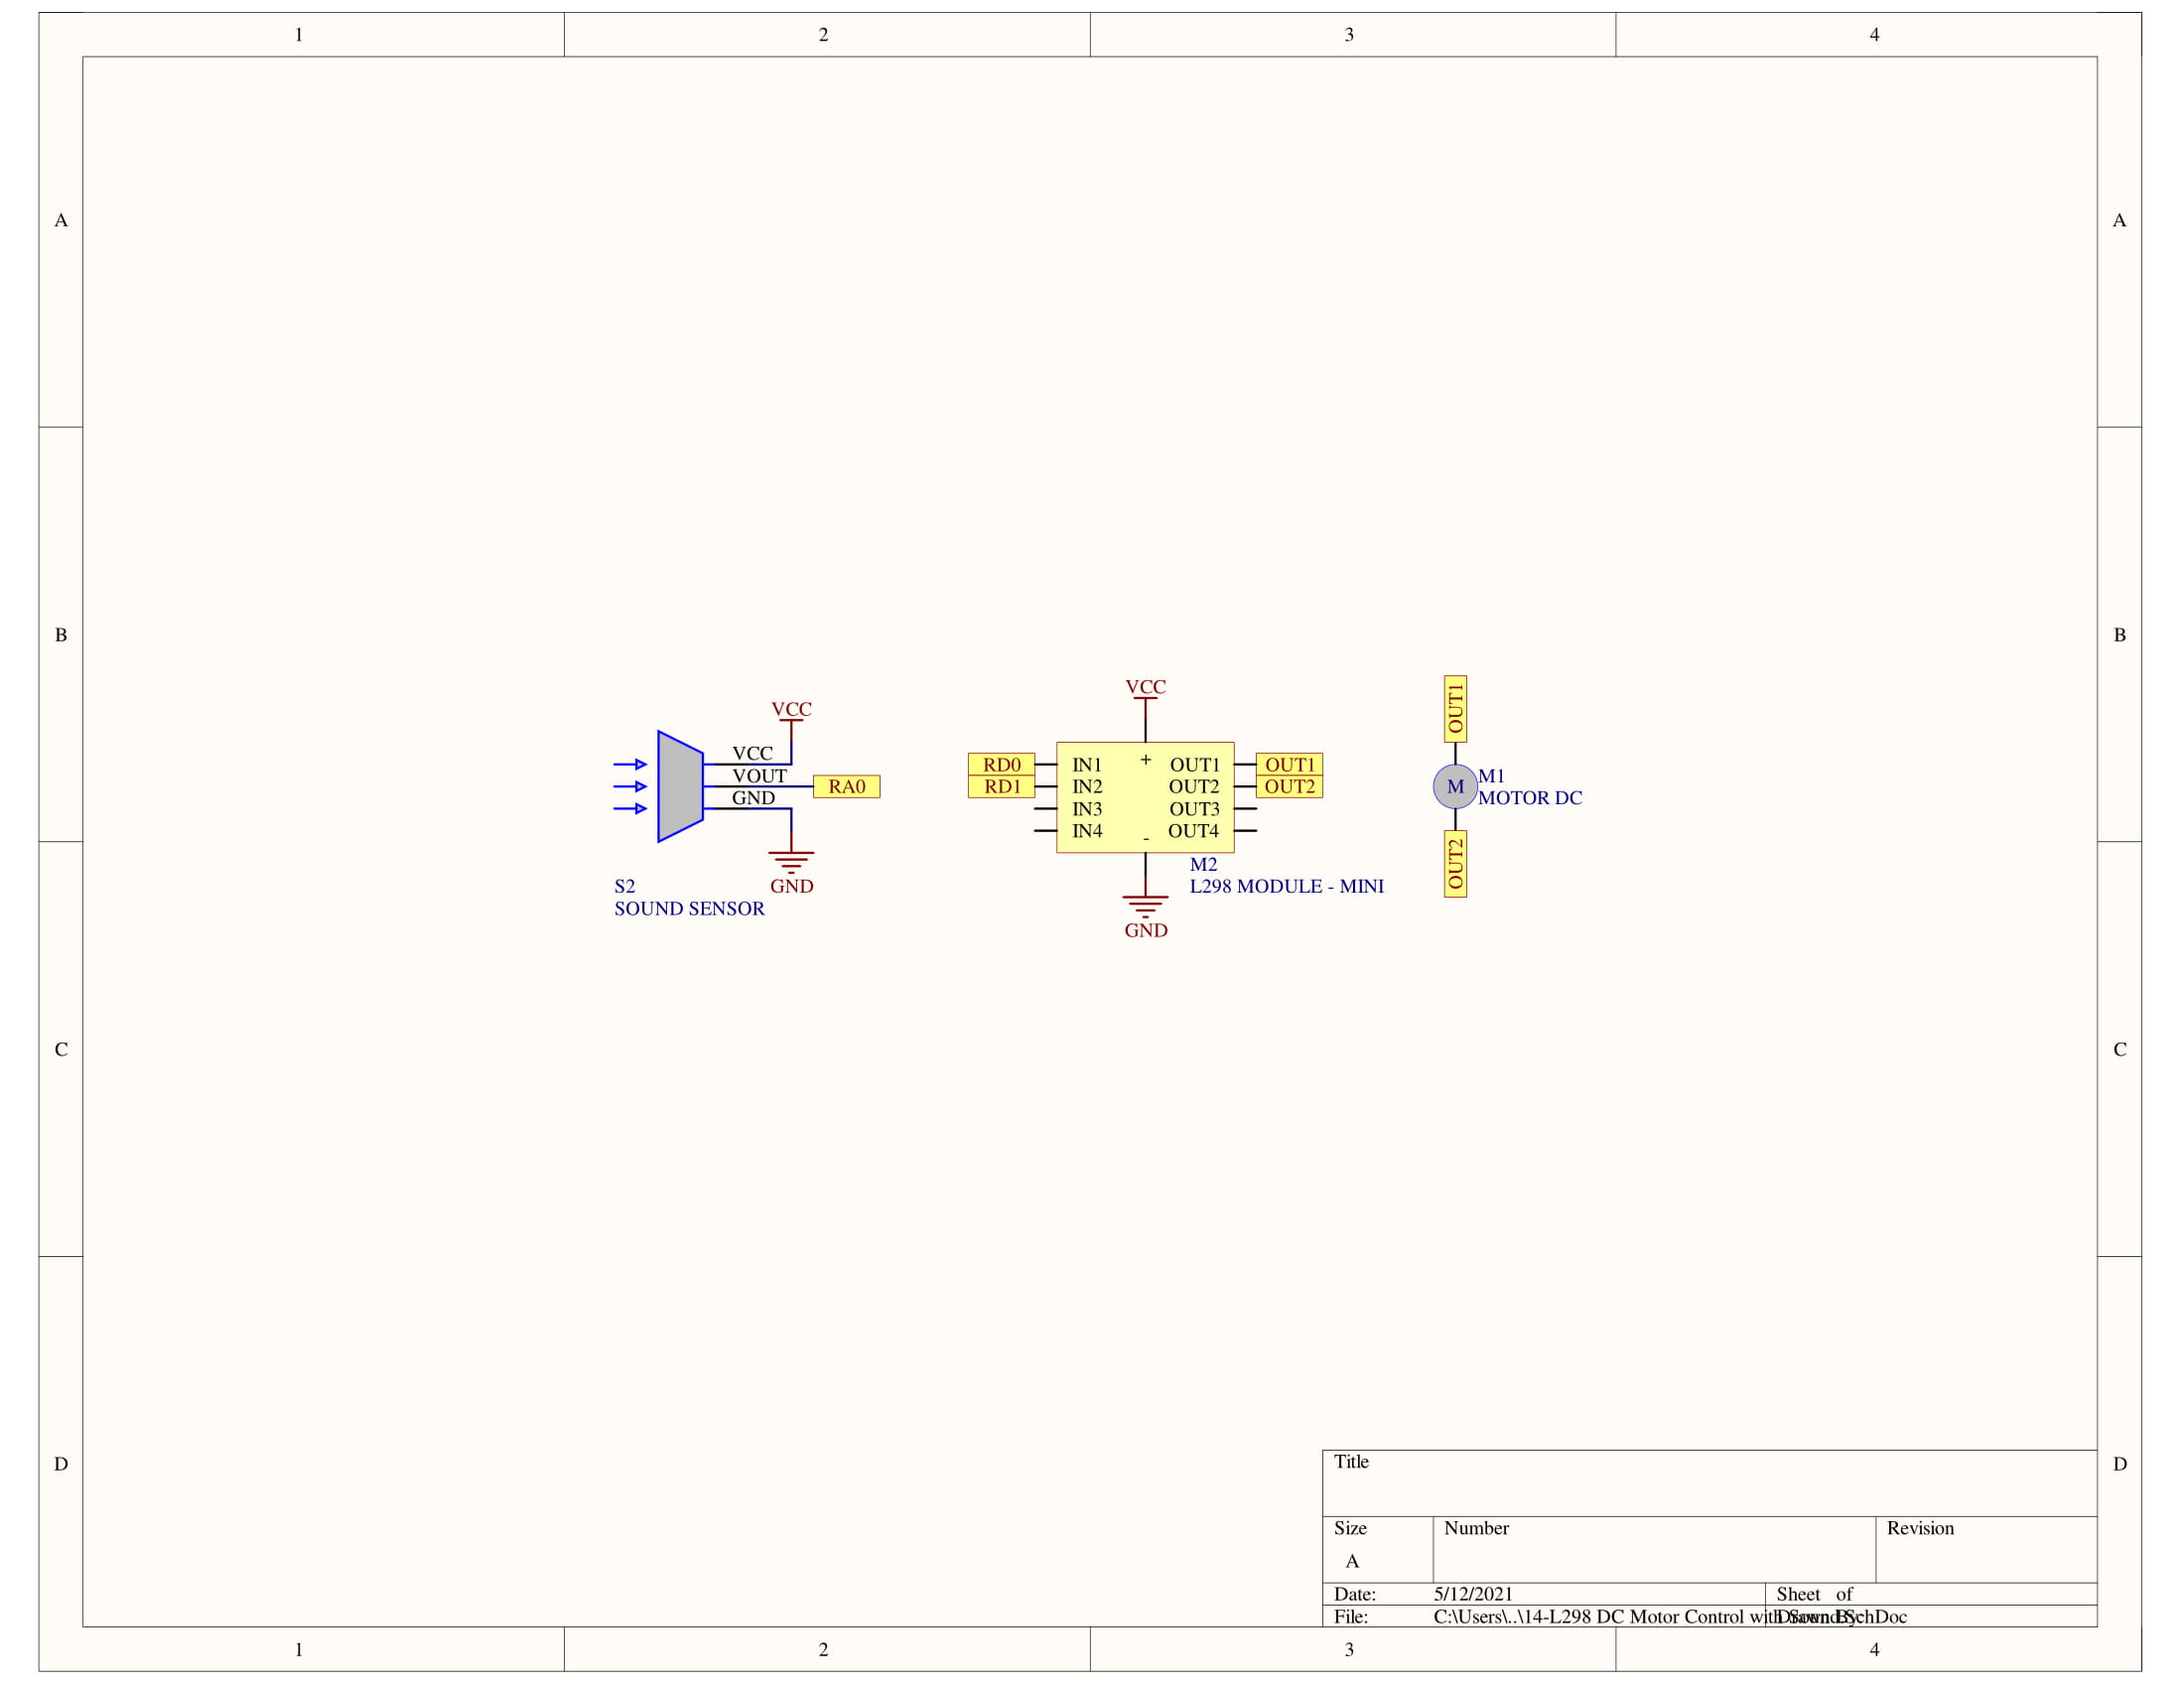 1 2 3 4
A A
B B
C C
D D
VCC
VCC
VOUT
GND
RA0
GND
S2
SOUND SENSOR
VCC
RD0 IN1 + OUT1 OUT1
RD1 IN2 OUT2 OUT2
IN3 OUT3
IN4 - OUT4
M2
L298 MODULE - MINI
GND
OUT1
M M1
MOTOR DC
OUT2
Title
Size Number Revision
A
Date: 5/12/2021 Sheet of
File: C:\Users\..\14-L298 DC Motor Control with Sound.SchDoc Drawn By:
1 2 3 4